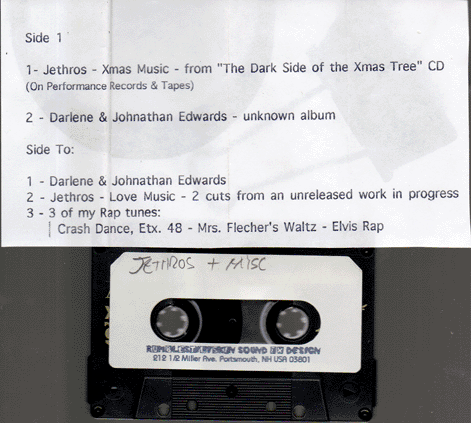 Side 1
1- Jethros - Xmas Music - from "The Dark Side of the Xmas Tree" CD
(On Performance Records & Tapes)
2 - Darlene & Johnathan Edwards - unknown album
Side To:
1 - Darlene & Johnathan Edwards
2 - Jethros - Love Music - 2 cuts from an unreleased work in progress
3 - 3 of my Rap tunes:
Crash Dance, Etx. 48 - Mrs. Flecher's Waltz - Elvis Rap
JETHROS + MISC
SOUND DESIGN
212 1/2 Miller Ave. Portsmouth, NH USA 03801